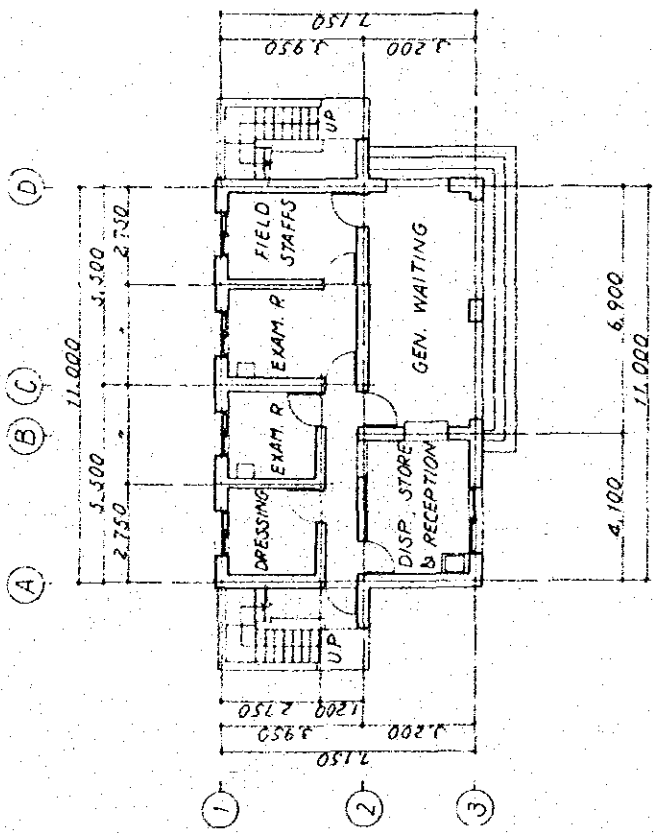 A
B
C
D
11.000
5.500
5.500
2.750
"
"
2.750
1
2
3
7.150
3.950
3.200
2.750
1.200
UP
DRESSING
EXAM. R
EXAM. R
FIELD
STAFFS
UP
DISP. STORE
& RECEPTION
GEN. WAITING
3.950
3.200
7.150
4.100
6.900
11.000